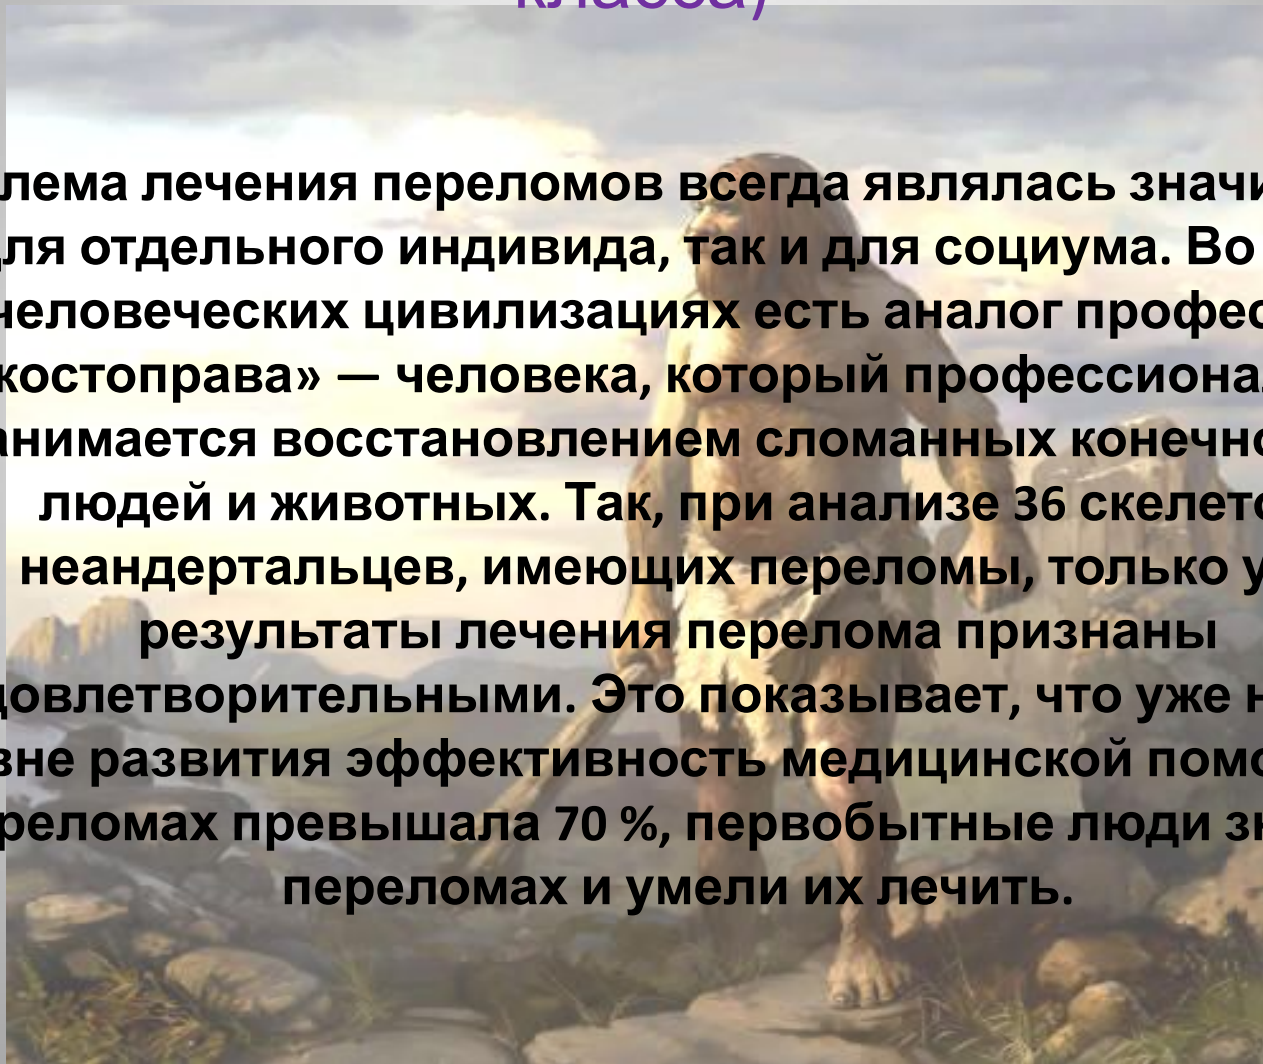 класса)
лема лечения переломов всегда являлась значи
ля отдельного индивида, так и для социума. Во
человеческих цивилизациях есть аналог профес
костоправа» — человека, который профессиона
анимается восстановлением сломанных конечно
людей и животных. Так, при анализе 36 скелето
неандертальцев, имеющих переломы, только у
результаты лечения перелома признаны
довлетворительными. Это показывает, что уже н
вне развития эффективность медицинской помо
реломах превышала 70 %, первобытные люди зн
переломах и умели их лечить.